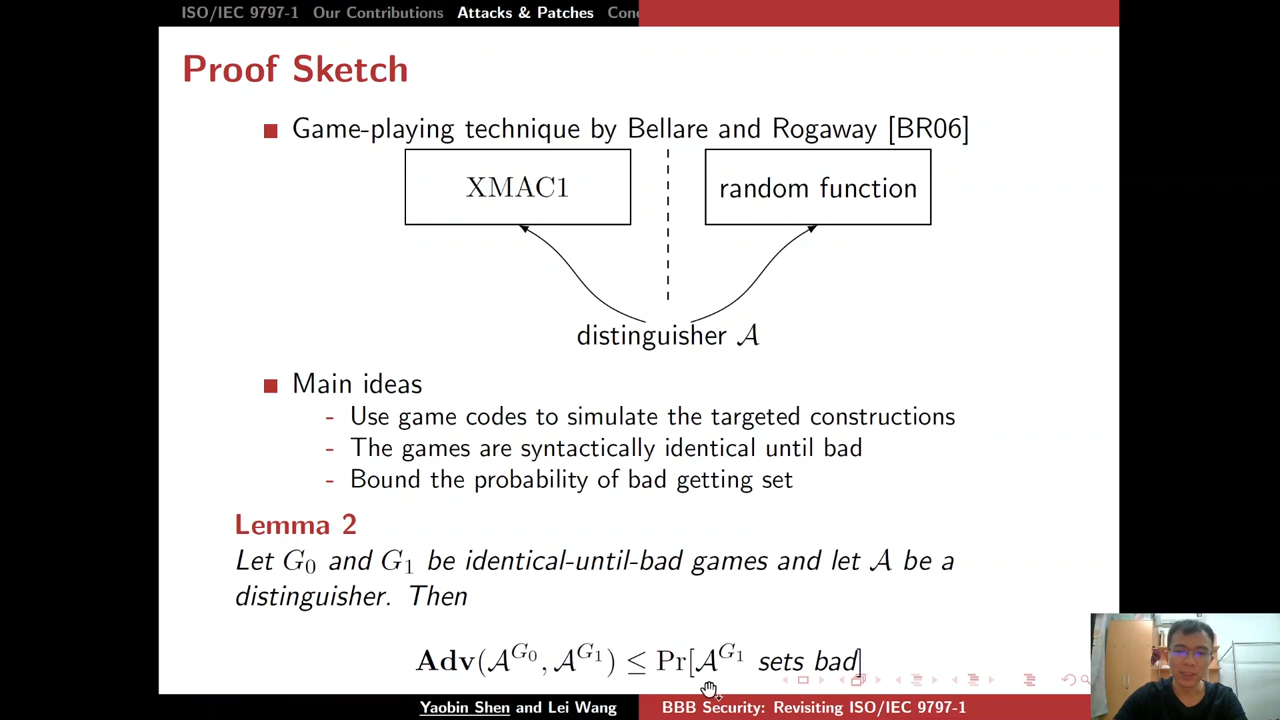 ISO/IEC 9797-1 Our Contributions Attacks & Patches Con
Proof Sketch
Game-playing technique by Bellare and Rogaway [BR06]
XMAC1
random function
distinguisher 𝒜
Main ideas
- Use game codes to simulate the targeted constructions
- The games are syntactically identical until bad
- Bound the probability of bad getting set
Lemma 2
Let G₀ and G₁ be identical-until-bad games and let 𝒜 be a
distinguisher. Then
Adv(𝒜^{G₀}, 𝒜^{G₁}) ≤ Pr[𝒜^{G₁} sets bad]
Yaobin Shen and Lei Wang
BBB Security: Revisiting ISO/IEC 9797-1